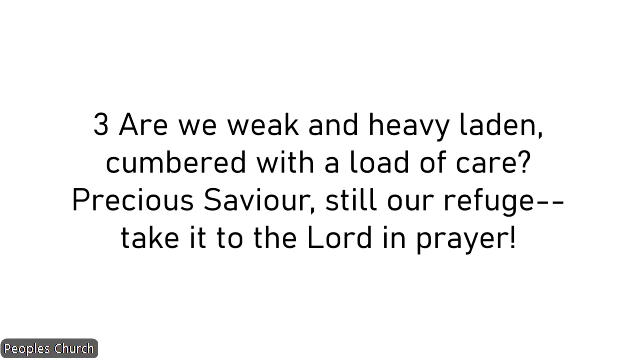 3 Are we weak and heavy laden,
cumbered with a load of care?
Precious Saviour, still our refuge--
take it to the Lord in prayer!
Peoples Church